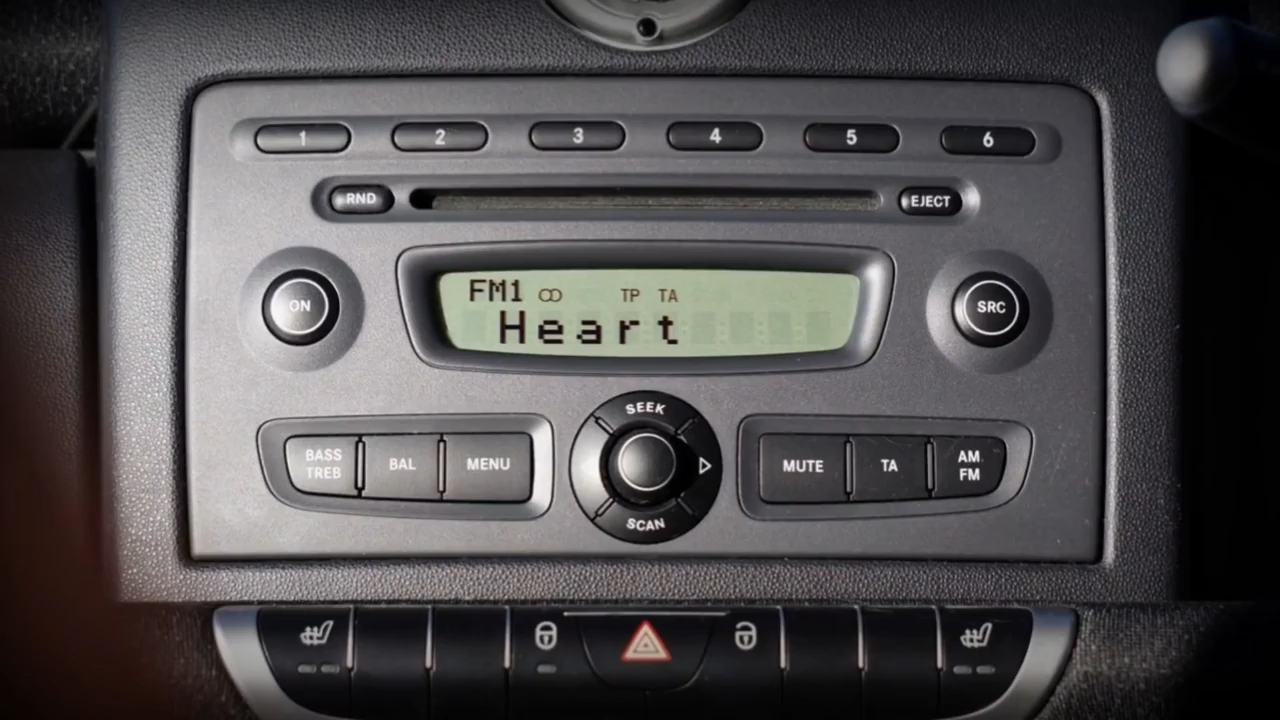 1 2 3 4 5 6
RND EJECT
FM1 TP TA
ON Heart SRC
SEEK
BASS TREB BAL MENU MUTE TA AM FM
SCAN